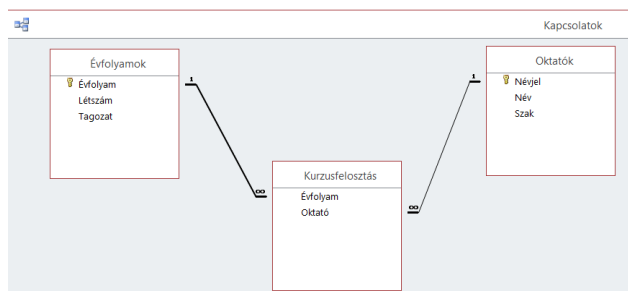 Kapcsolatok
Évfolyamok
Évfolyam
Létszám
Tagozat
1
∞
Kurzusfelosztás
Évfolyam
Oktató
Oktatók
Névjel
Név
Szak
1
∞